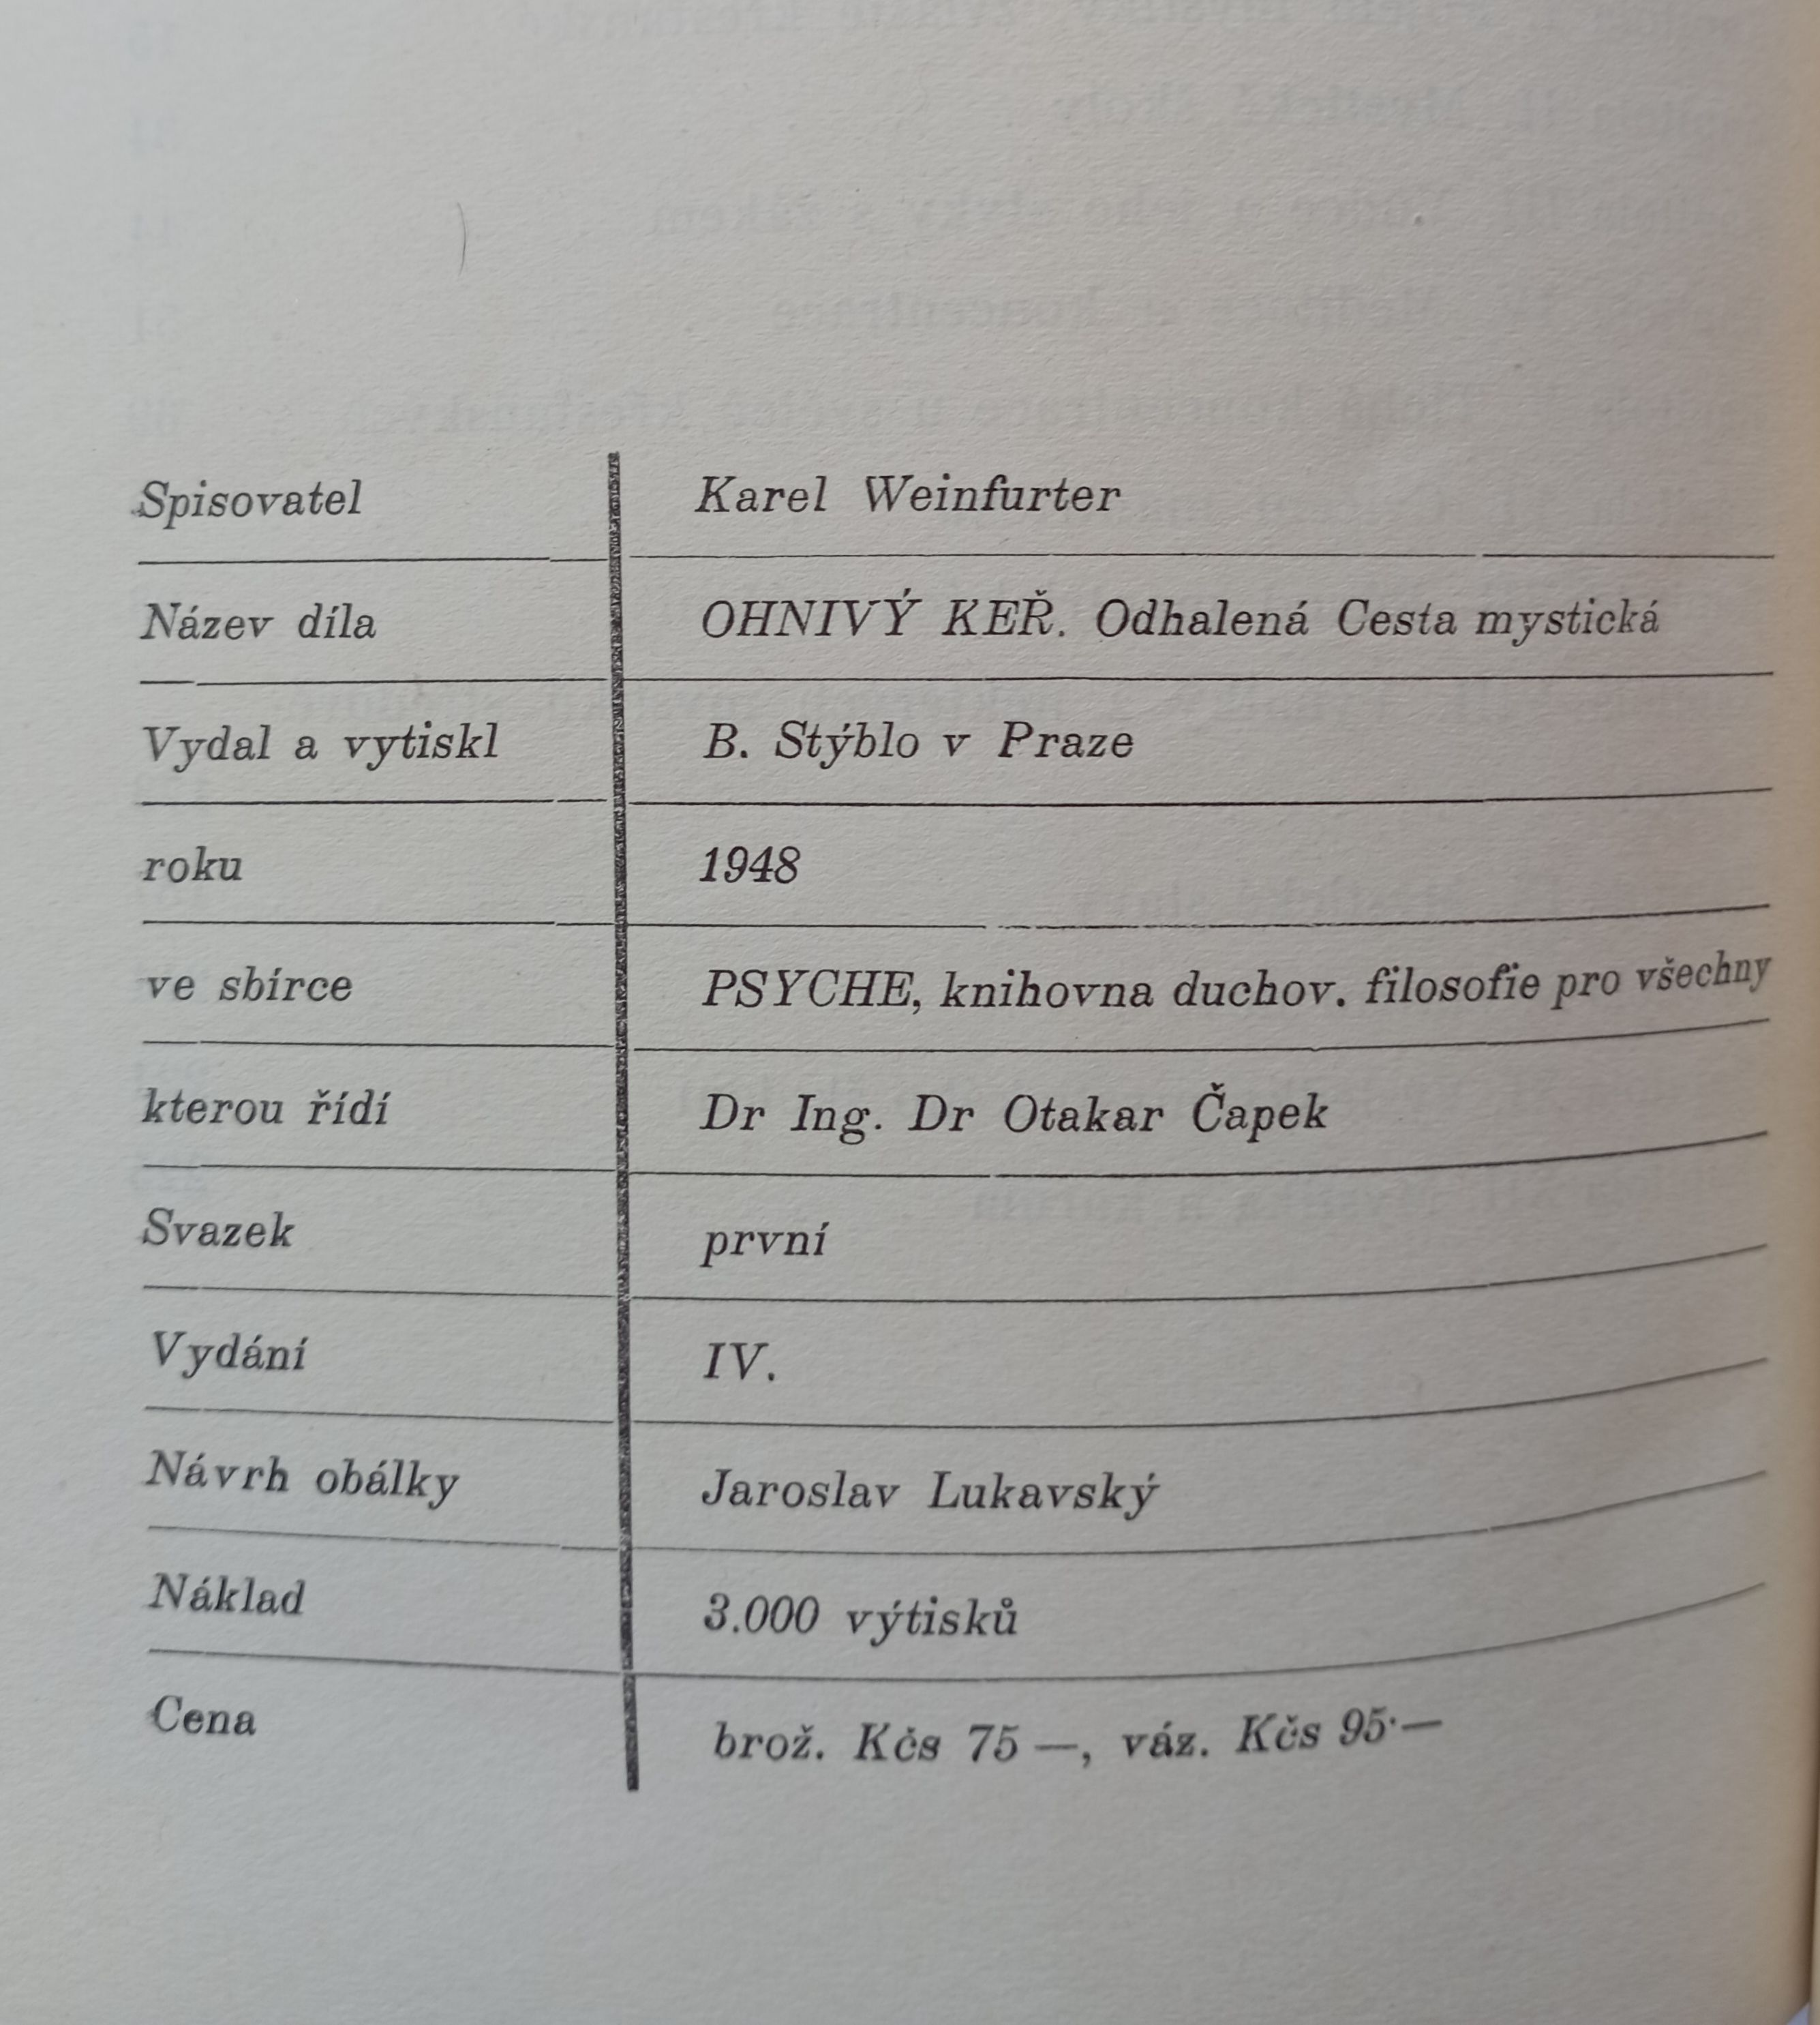 Spisovatel Karel Weinfurter
Název díla OHNIVÝ KEŘ. Odhalená Cesta mystická
Vydal a vytiskl B. Stýblo v Praze
roku 1948
ve sbírce PSYCHE, knihovna duchov. filosofie pro všechny
kterou řídí Dr Ing. Dr Otakar Čapek
Svazek první
Vydání IV.
Návrh obálky Jaroslav Lukavský
Náklad 3.000 výtisků
Cena brož. Kčs 75 —, váz. Kčs 95·—